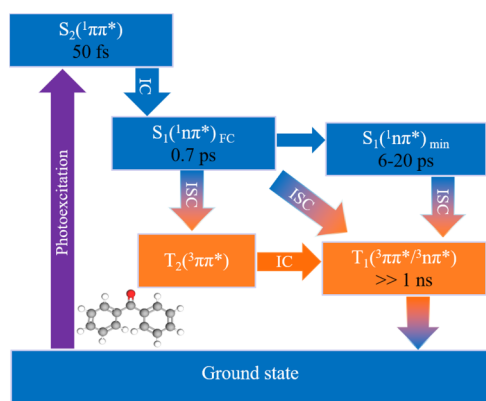 S₂(¹ππ*)
50 fs
IC
Photoexcitation
S₁(¹nπ*)FC
0.7 ps
S₁(¹nπ*)min
6-20 ps
ISC
ISC
ISC
T₂(³ππ*)
IC
T₁(³ππ*/³nπ*)
>> 1 ns
Ground state